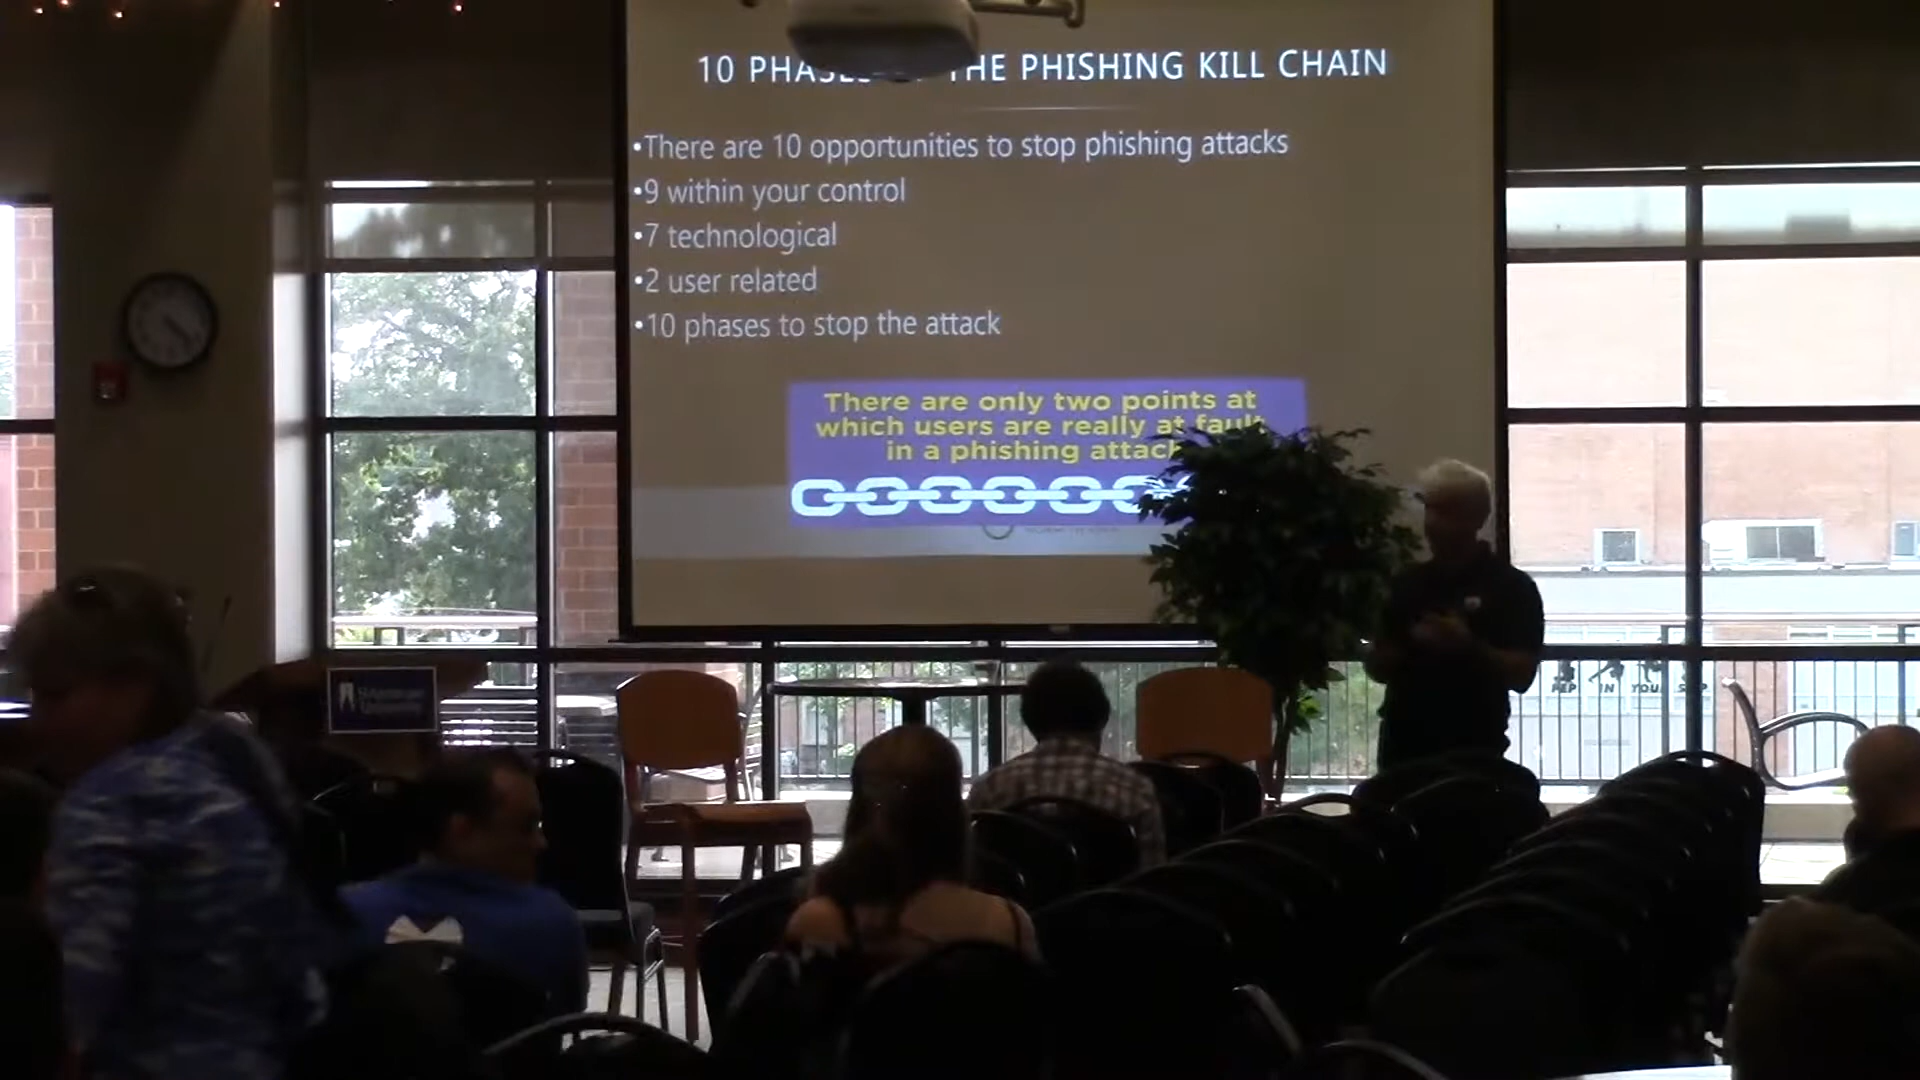 10 PHASES OF THE PHISHING KILL CHAIN
•There are 10 opportunities to stop phishing attacks
•9 within your control
•7 technological
•2 user related
•10 phases to stop the attack
There are only two points at
which users are really at fault
in a phishing attack
University